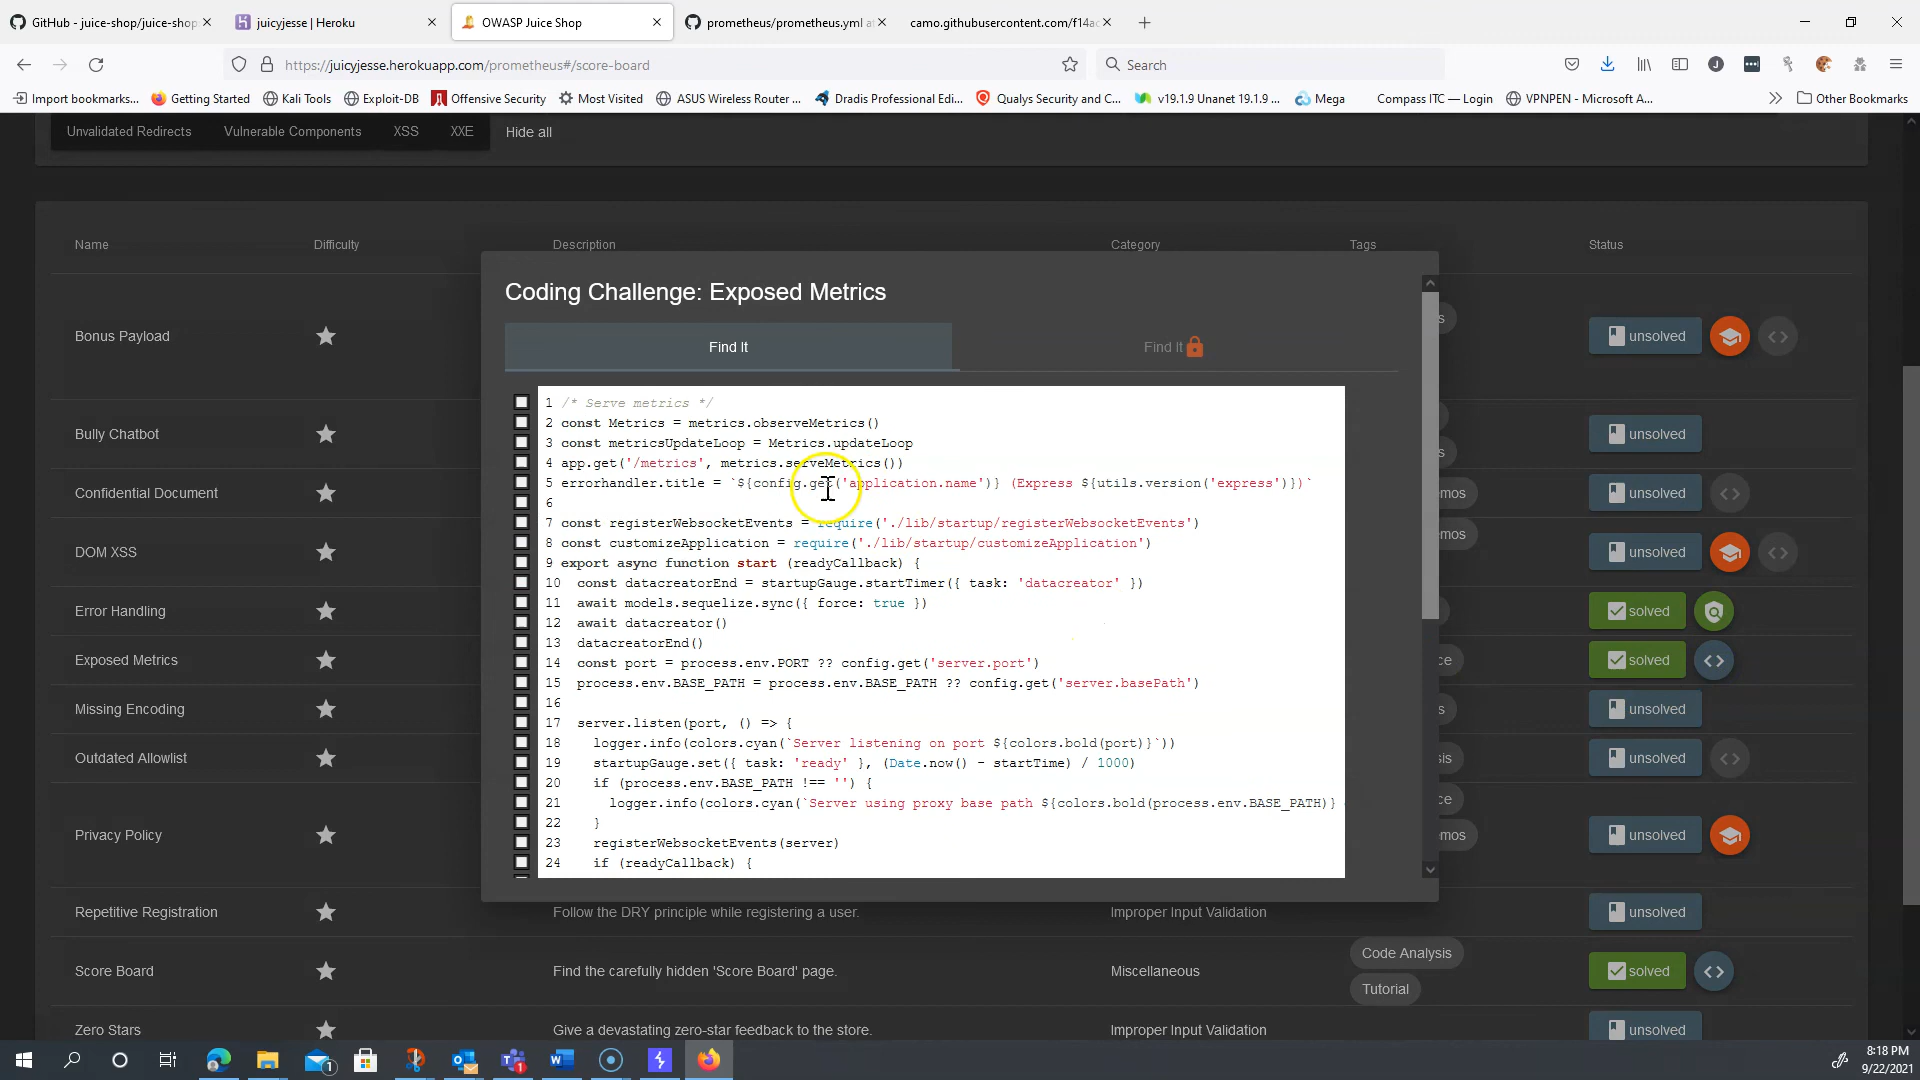 GitHub - juice-shop/juice-shop
juicyjesse | Heroku
OWASP Juice Shop
prometheus/prometheus.yml at
camo.githubusercontent.com/f14ac
https://juicyjesse.herokuapp.com/prometheus#/score-board
Search
Import bookmarks...
Getting Started
Kali Tools
Exploit-DB
Offensive Security
Most Visited
ASUS Wireless Router ...
Dradis Professional Edi...
Qualys Security and C...
v19.1.9 Unanet 19.1.9 ...
Mega
Compass ITC — Login
VPNPEN - Microsoft A...
Other Bookmarks
Unvalidated Redirects
Vulnerable Components
XSS
XXE
Hide all
Name
Difficulty
Description
Category
Tags
Status
Coding Challenge: Exposed Metrics
Find It
Find It
1 /* Serve metrics */
2 const Metrics = metrics.observeMetrics()
3 const metricsUpdateLoop = Metrics.updateLoop
4 app.get('/metrics', metrics.serveMetrics())
5 errorhandler.title = `${config.get('application.name')} (Express ${utils.version('express')})`
6
7 const registerWebsocketEvents = require('./lib/startup/registerWebsocketEvents')
8 const customizeApplication = require('./lib/startup/customizeApplication')
9 export async function start (readyCallback) {
10 const datacreatorEnd = startupGauge.startTimer({ task: 'datacreator' })
11 await models.sequelize.sync({ force: true })
12 await datacreator()
13 datacreatorEnd()
14 const port = process.env.PORT ?? config.get('server.port')
15 process.env.BASE_PATH = process.env.BASE_PATH ?? config.get('server.basePath')
16
17 server.listen(port, () => {
18 logger.info(colors.cyan(`Server listening on port ${colors.bold(port)}`))
19 startupGauge.set({ task: 'ready' }, (Date.now() - startTime) / 1000)
20 if (process.env.BASE_PATH !== '') {
21 logger.info(colors.cyan(`Server using proxy base path ${colors.bold(process.env.BASE_PATH)}
22 }
23 registerWebsocketEvents(server)
24 if (readyCallback) {
Bonus Payload
s
unsolved
Bully Chatbot
s
unsolved
Confidential Document
emos
unsolved
DOM XSS
emos
unsolved
Error Handling
solved
Exposed Metrics
ce
solved
Missing Encoding
s
unsolved
Outdated Allowlist
sis
unsolved
Privacy Policy
ce
emos
unsolved
Repetitive Registration
Follow the DRY principle while registering a user.
Improper Input Validation
unsolved
Score Board
Find the carefully hidden 'Score Board' page.
Miscellaneous
Code Analysis
Tutorial
solved
Zero Stars
Give a devastating zero-star feedback to the store.
Improper Input Validation
unsolved
8:18 PM
9/22/2021